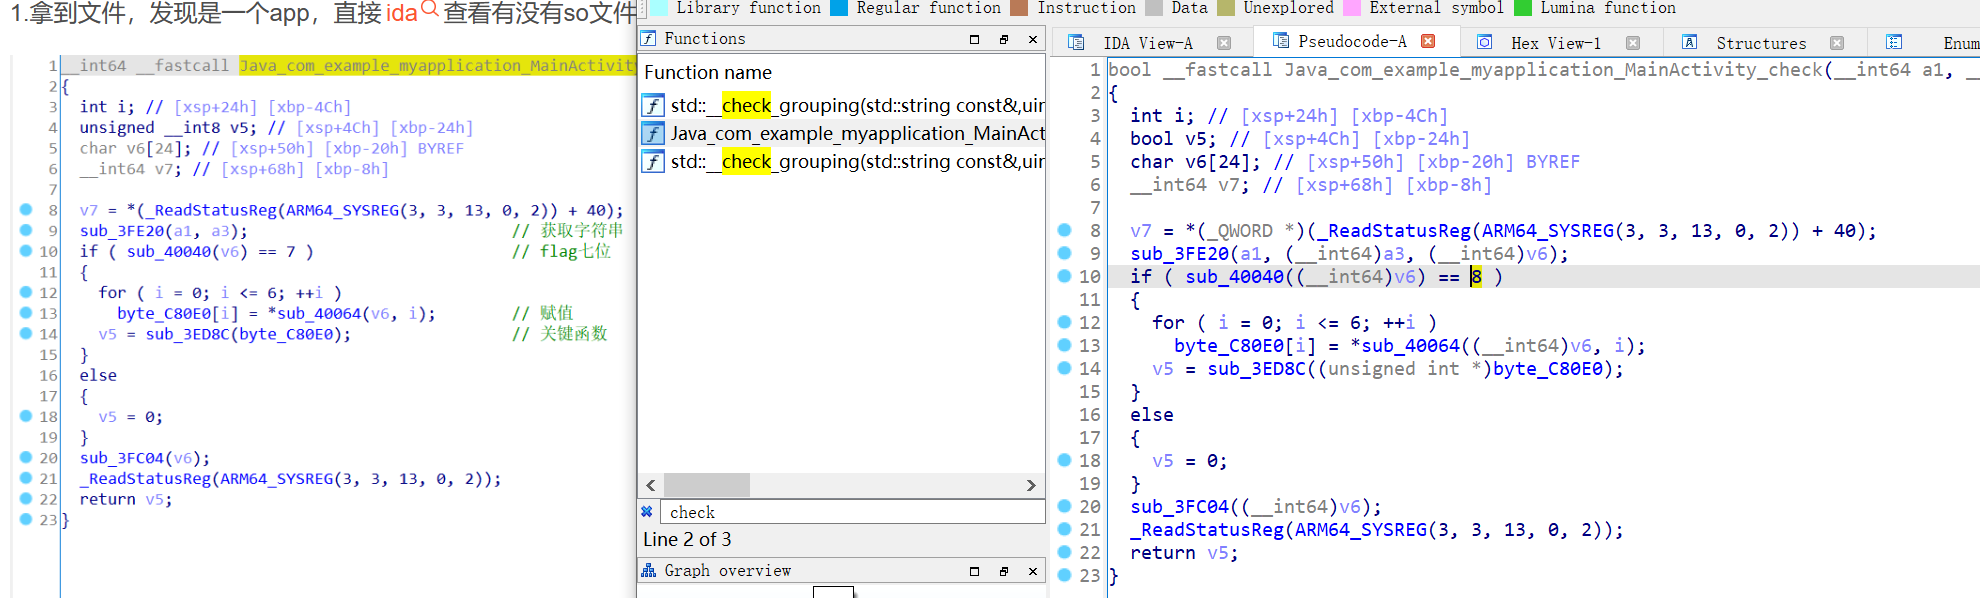 1.拿到文件，发现是一个app，直接ida查看有没有so文件
1 __int64 __fastcall Java_com_example_myapplication_MainActivity
2 {
3 int i; // [xsp+24h] [xbp-4Ch]
4 unsigned __int8 v5; // [xsp+4Ch] [xbp-24h]
5 char v6[24]; // [xsp+50h] [xbp-20h] BYREF
6 __int64 v7; // [xsp+68h] [xbp-8h]
7
8 v7 = *(_ReadStatusReg(ARM64_SYSREG(3, 3, 13, 0, 2)) + 40);
9 sub_3FE20(a1, a3); // 获取字符串
10 if ( sub_40040(v6) == 7 ) // flag七位
11 {
12 for ( i = 0; i <= 6; ++i )
13 byte_C80E0[i] = *sub_40064(v6, i); // 赋值
14 v5 = sub_3ED8C(byte_C80E0); // 关键函数
15 }
16 else
17 {
18 v5 = 0;
19 }
20 sub_3FC04(v6);
21 _ReadStatusReg(ARM64_SYSREG(3, 3, 13, 0, 2));
22 return v5;
23 }
Library function Regular function Instruction Data Unexplored External symbol Lumina function
Functions
Function name
std::__check_grouping(std::string const&,uir
Java_com_example_myapplication_MainAct
std::__check_grouping(std::string const&,uir
check
Line 2 of 3
Graph overview
IDA View-A Pseudocode-A Hex View-1 Structures Enum
1 bool __fastcall Java_com_example_myapplication_MainActivity_check(__int64 a1, __
2 {
3 int i; // [xsp+24h] [xbp-4Ch]
4 bool v5; // [xsp+4Ch] [xbp-24h]
5 char v6[24]; // [xsp+50h] [xbp-20h] BYREF
6 __int64 v7; // [xsp+68h] [xbp-8h]
7
8 v7 = *(_QWORD *)(_ReadStatusReg(ARM64_SYSREG(3, 3, 13, 0, 2)) + 40);
9 sub_3FE20(a1, (__int64)a3, (__int64)v6);
10 if ( sub_40040((__int64)v6) == 8 )
11 {
12 for ( i = 0; i <= 6; ++i )
13 byte_C80E0[i] = *sub_40064((__int64)v6, i);
14 v5 = sub_3ED8C((unsigned int *)byte_C80E0);
15 }
16 else
17 {
18 v5 = 0;
19 }
20 sub_3FC04((__int64)v6);
21 _ReadStatusReg(ARM64_SYSREG(3, 3, 13, 0, 2));
22 return v5;
23 }